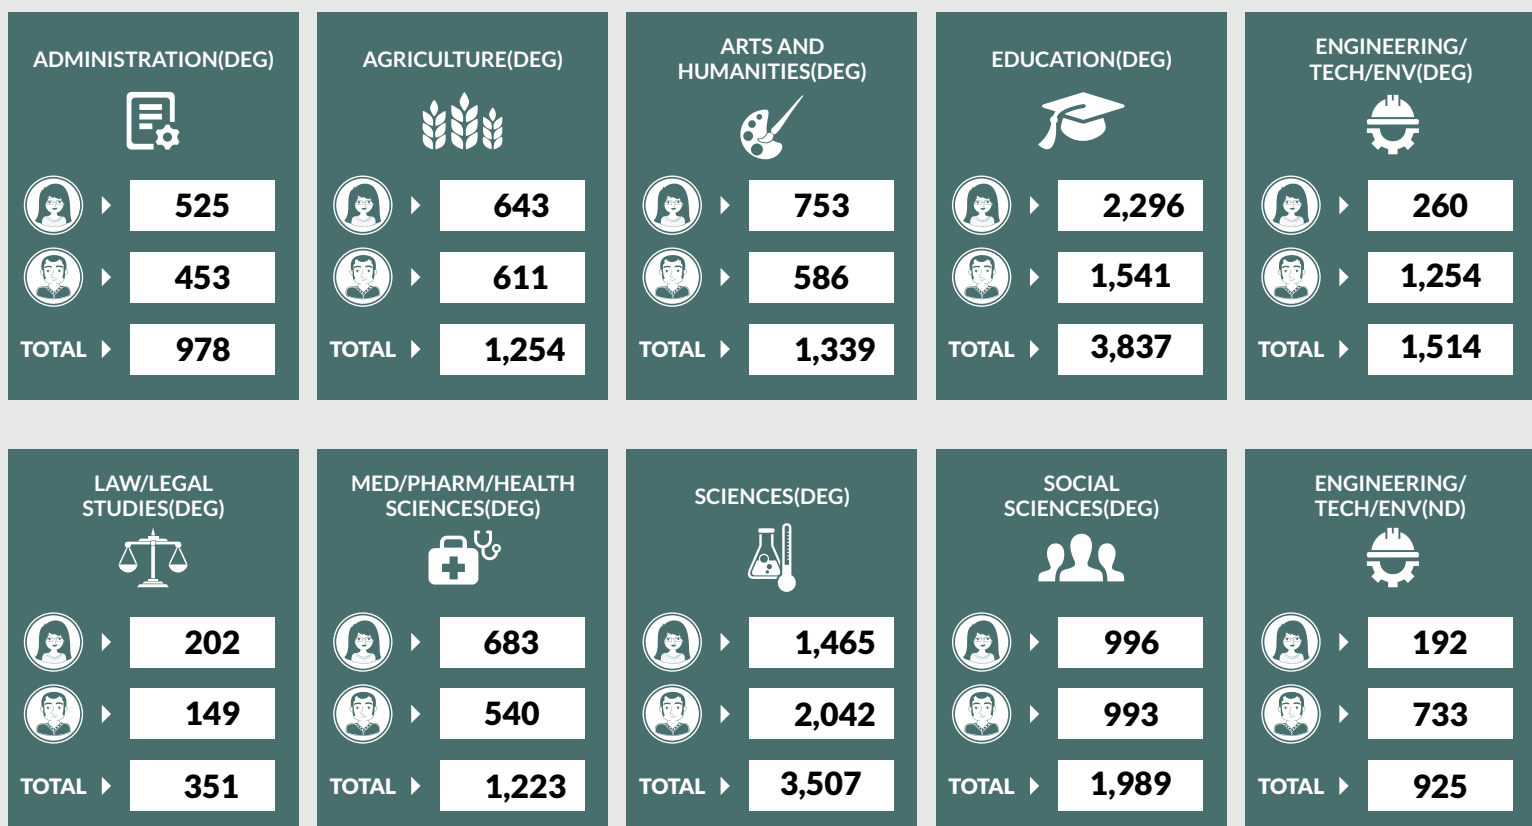 ADMINISTRATION(DEG)
525
453
TOTAL 978
AGRICULTURE(DEG)
643
611
TOTAL 1,254
ARTS AND
HUMANITIES(DEG)
753
586
TOTAL 1,339
EDUCATION(DEG)
2,296
1,541
TOTAL 3,837
ENGINEERING/
TECH/ENV(DEG)
260
1,254
TOTAL 1,514
LAW/LEGAL
STUDIES(DEG)
202
149
TOTAL 351
MED/PHARM/HEALTH
SCIENCES(DEG)
683
540
TOTAL 1,223
SCIENCES(DEG)
1,465
2,042
TOTAL 3,507
SOCIAL
SCIENCES(DEG)
996
993
TOTAL 1,989
ENGINEERING/
TECH/ENV(ND)
192
733
TOTAL 925